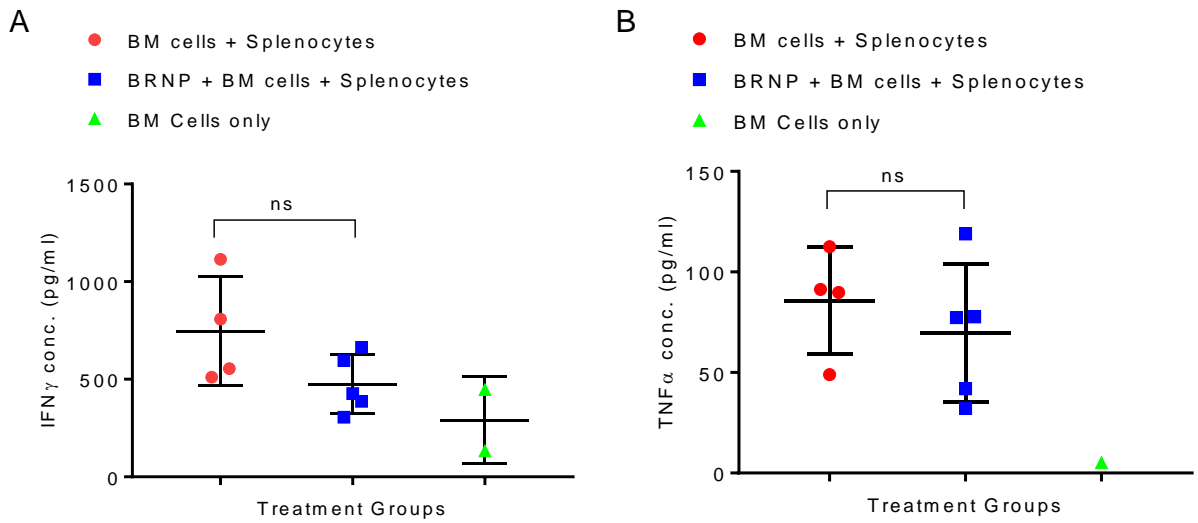 A
BM cells + Splenocytes
BRNP + BM cells + Splenocytes
BM Cells only
1500
1000
500
0
IFNγ conc. (pg/ml)
ns
Treatment Groups
B
BM cells + Splenocytes
BRNP + BM cells + Splenocytes
BM Cells only
150
100
50
0
TNFα conc. (pg/ml)
ns
Treatment Groups